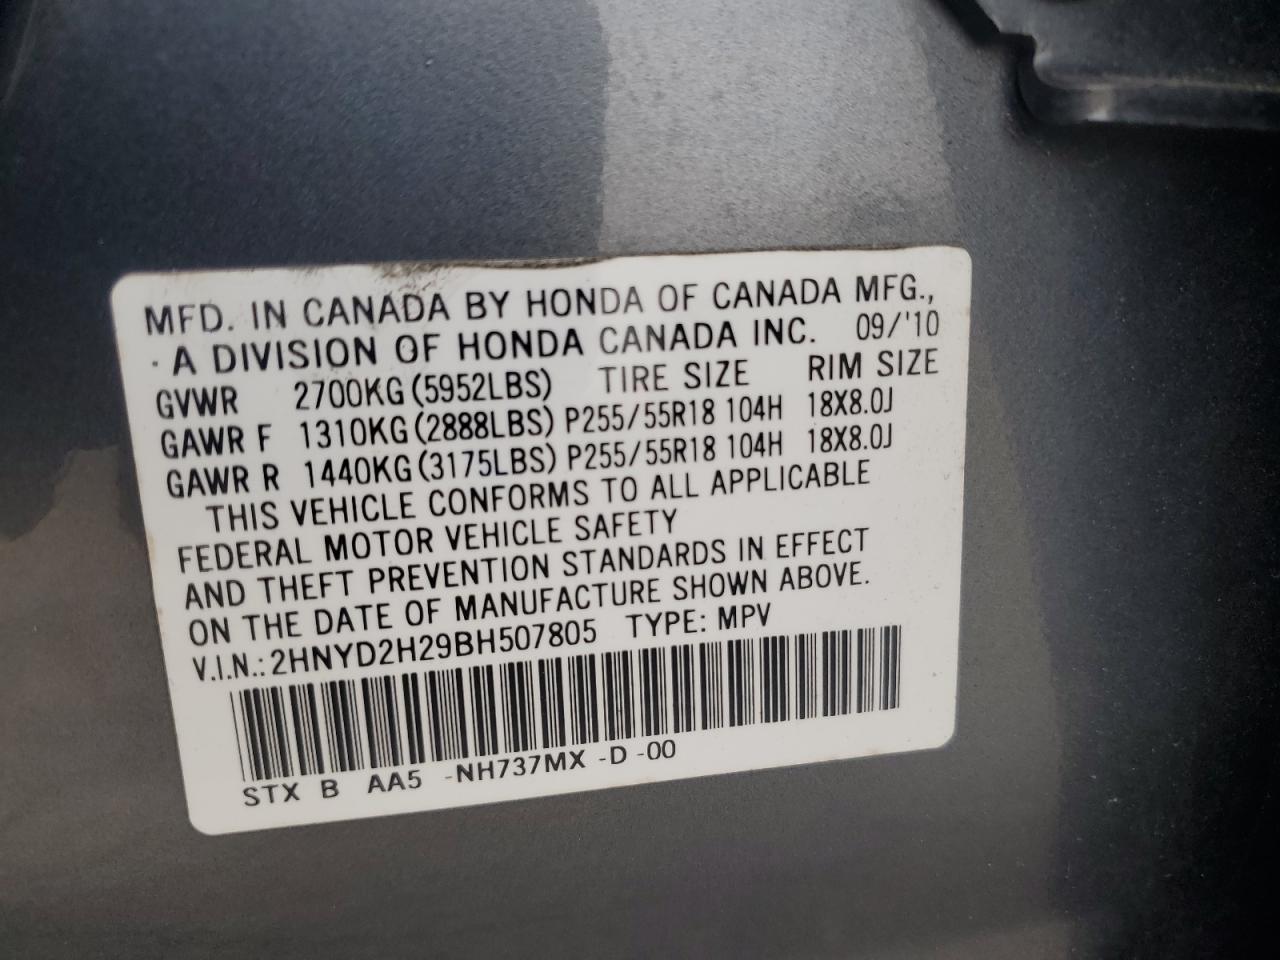 MFD. IN CANADA BY HONDA OF CANADA MFG.,
· A DIVISION OF HONDA CANADA INC. 09/'10
GVWR 2700KG (5952LBS) TIRE SIZE RIM SIZE
GAWR F 1310KG (2888LBS) P255/55R18 104H 18X8.0J
GAWR R 1440KG (3175LBS) P255/55R18 104H 18X8.0J
THIS VEHICLE CONFORMS TO ALL APPLICABLE
FEDERAL MOTOR VEHICLE SAFETY
AND THEFT PREVENTION STANDARDS IN EFFECT
ON THE DATE OF MANUFACTURE SHOWN ABOVE.
V.I.N.: 2HNYD2H29BH507805 TYPE: MPV
STX B AA5 -NH737MX -D -00